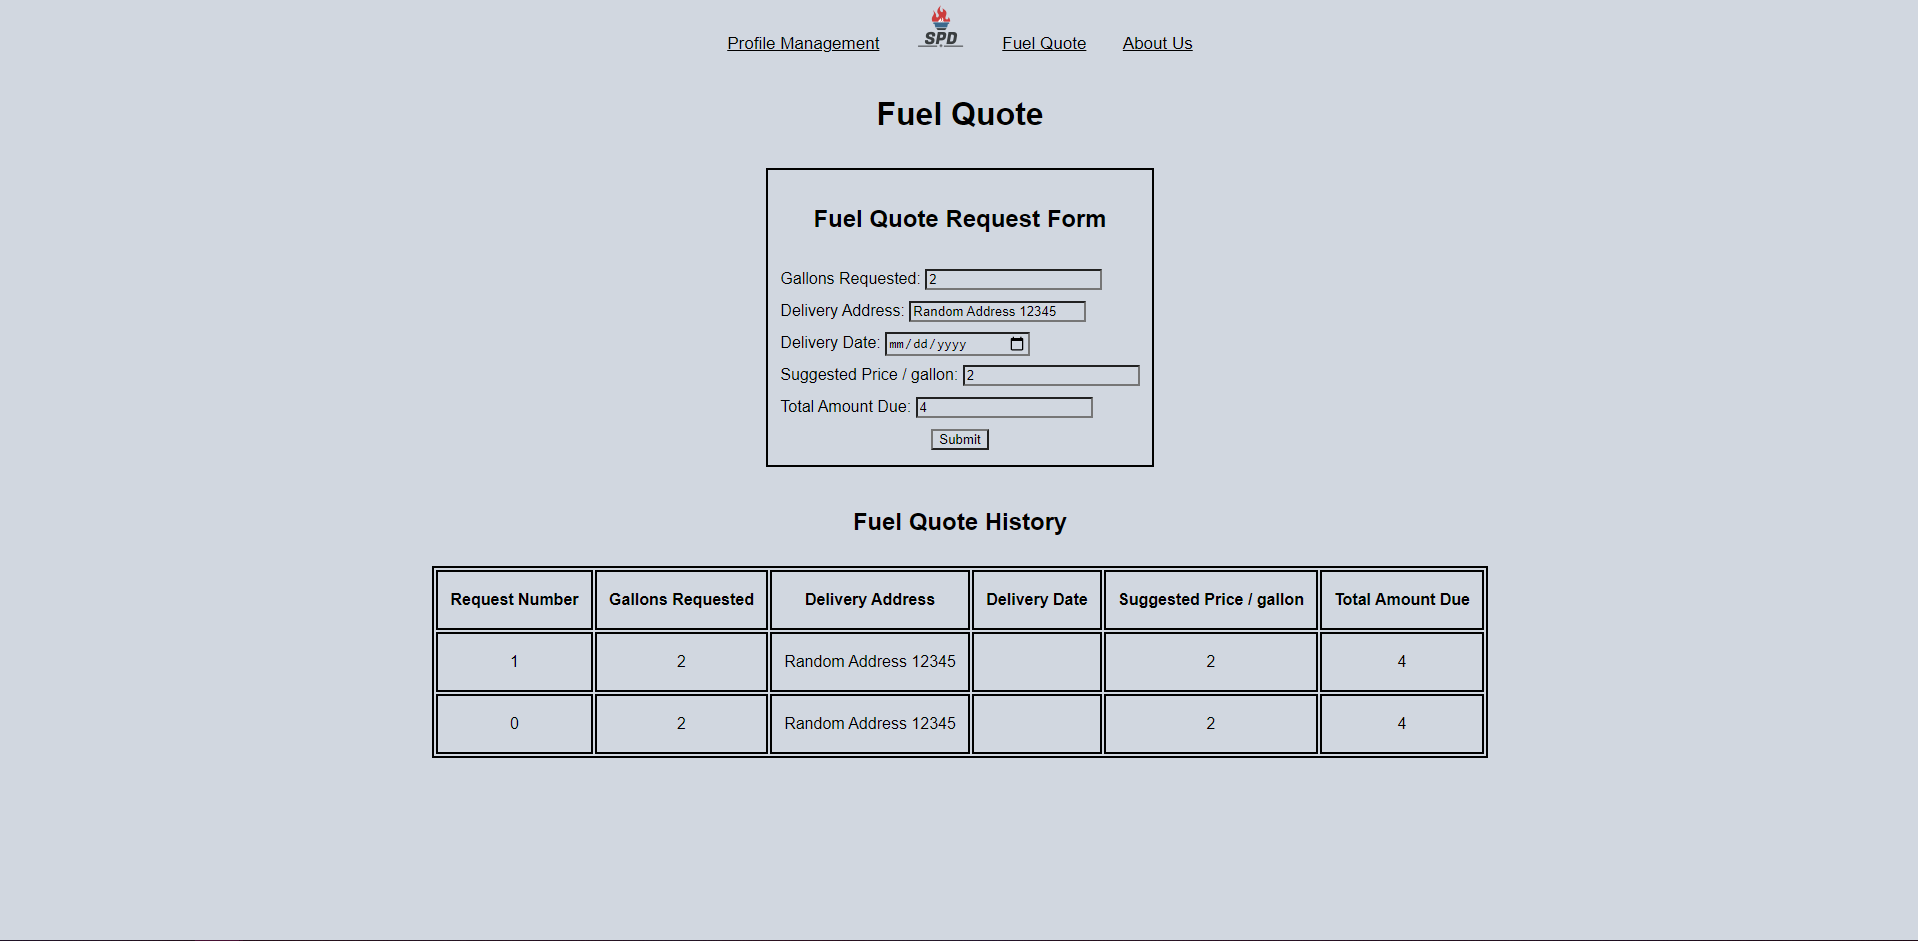 Profile Management SPD Fuel Quote About Us
Fuel Quote
Fuel Quote Request Form
Gallons Requested: 2
Delivery Address: Random Address 12345
Delivery Date: mm/dd/yyyy
Suggested Price / gallon: 2
Total Amount Due: 4
Submit
Fuel Quote History
Request Number Gallons Requested Delivery Address Delivery Date Suggested Price / gallon Total Amount Due
1 2 Random Address 12345 2 4
0 2 Random Address 12345 2 4